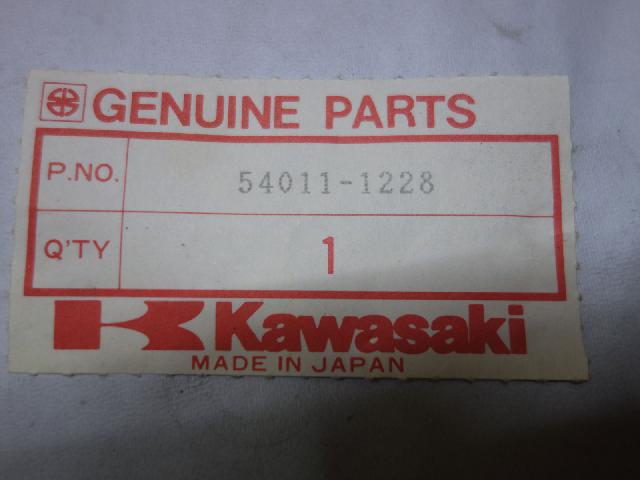 GENUINE PARTS
P.NO. 54011-1228
Q'TY 1
Kawasaki
MADE IN JAPAN